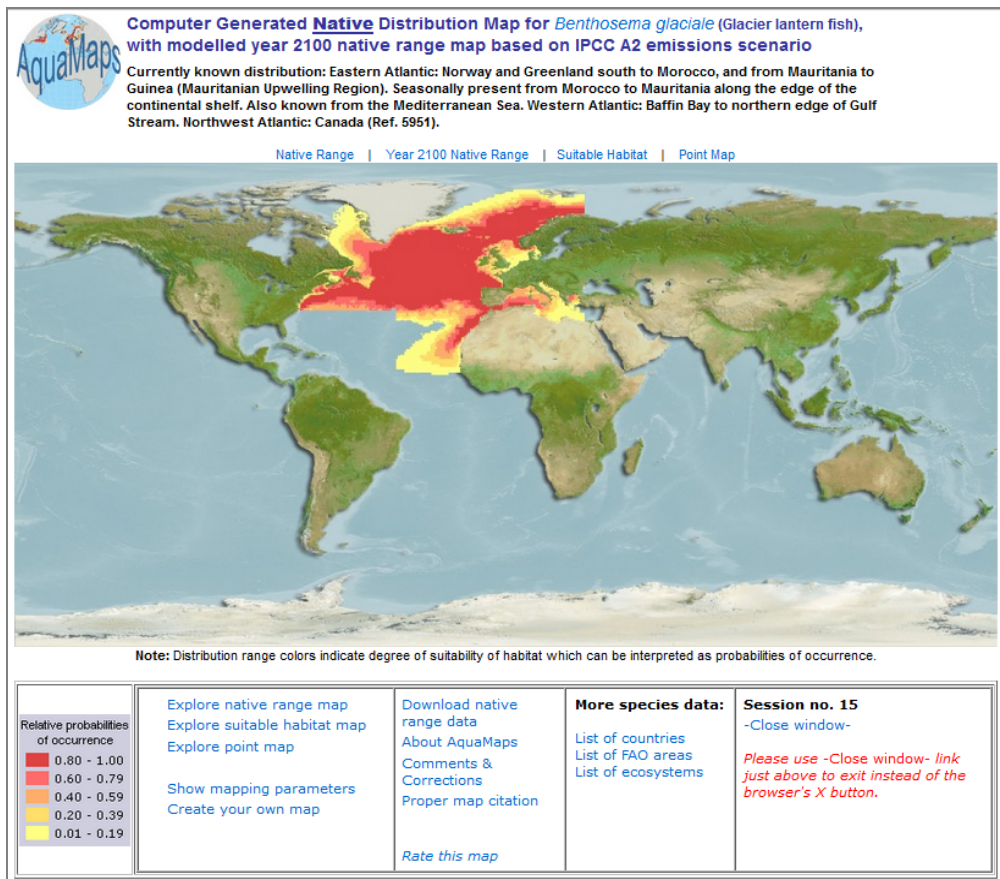 AquaMaps
Computer Generated Native Distribution Map for Benthosema glaciale (Glacier lantern fish),
with modelled year 2100 native range map based on IPCC A2 emissions scenario
Currently known distribution: Eastern Atlantic: Norway and Greenland south to Morocco, and from Mauritania to
Guinea (Mauritanian Upwelling Region). Seasonally present from Morocco to Mauritania along the edge of the
continental shelf. Also known from the Mediterranean Sea. Western Atlantic: Baffin Bay to northern edge of Gulf
Stream. Northwest Atlantic: Canada (Ref. 5951).
Native Range | Year 2100 Native Range | Suitable Habitat | Point Map
Note: Distribution range colors indicate degree of suitability of habitat which can be interpreted as probabilities of occurrence.
Relative probabilities
of occurrence
0.80 - 1.00
0.60 - 0.79
0.40 - 0.59
0.20 - 0.39
0.01 - 0.19
Explore native range map
Explore suitable habitat map
Explore point map
Show mapping parameters
Create your own map
Download native
range data
About AquaMaps
Comments &
Corrections
Proper map citation
Rate this map
More species data:
List of countries
List of FAO areas
List of ecosystems
Session no. 15
-Close window-
Please use -Close window- link
just above to exit instead of the
browser's X button.